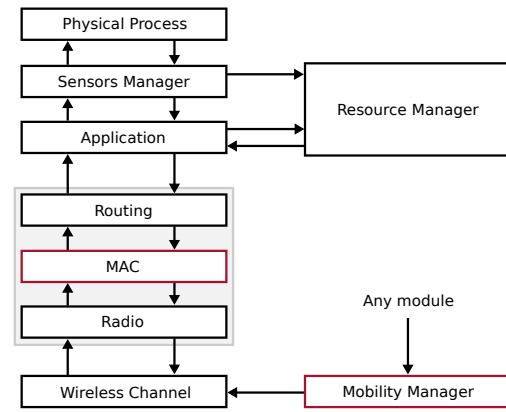 Physical Process
Sensors Manager
Resource Manager
Application
Routing
MAC
Any module
Radio
Wireless Channel
Mobility Manager